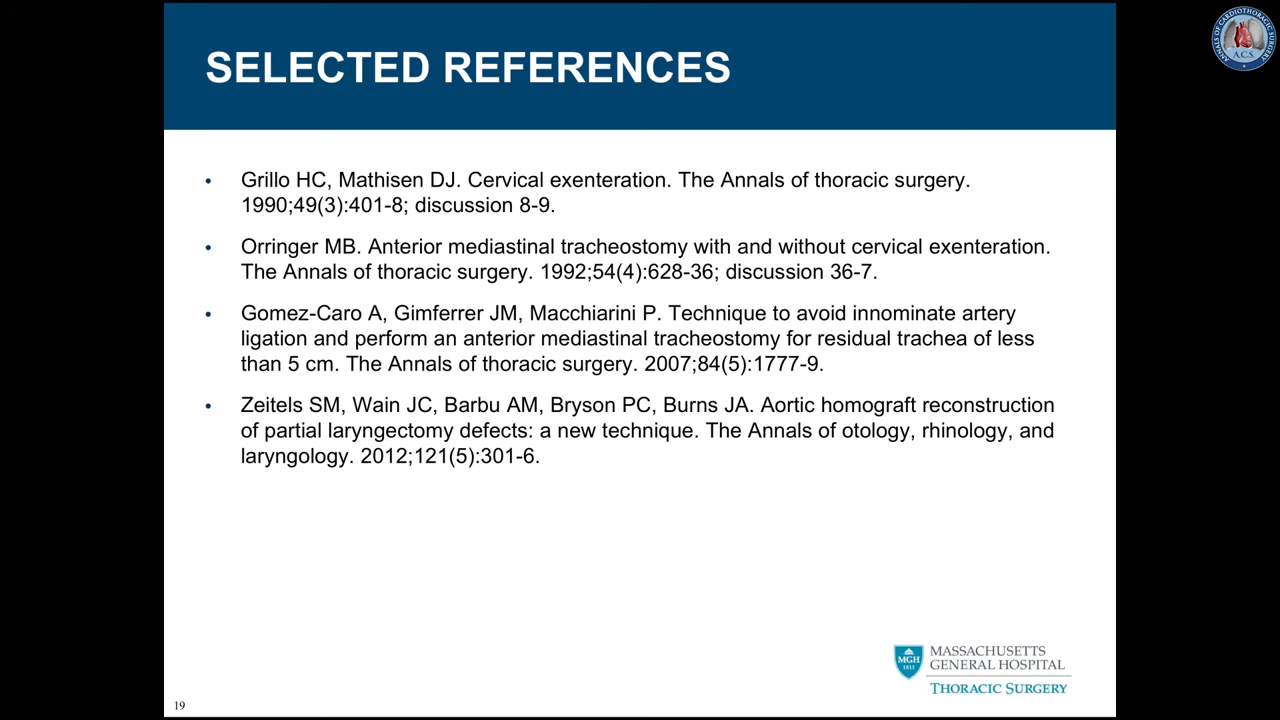 SELECTED REFERENCES
• Grillo HC, Mathisen DJ. Cervical exenteration. The Annals of thoracic surgery.
1990;49(3):401-8; discussion 8-9.
• Orringer MB. Anterior mediastinal tracheostomy with and without cervical exenteration.
The Annals of thoracic surgery. 1992;54(4):628-36; discussion 36-7.
• Gomez-Caro A, Gimferrer JM, Macchiarini P. Technique to avoid innominate artery
ligation and perform an anterior mediastinal tracheostomy for residual trachea of less
than 5 cm. The Annals of thoracic surgery. 2007;84(5):1777-9.
• Zeitels SM, Wain JC, Barbu AM, Bryson PC, Burns JA. Aortic homograft reconstruction
of partial laryngectomy defects: a new technique. The Annals of otology, rhinology, and
laryngology. 2012;121(5):301-6.
MGH
1811
MASSACHUSETTS
GENERAL HOSPITAL
THORACIC SURGERY
19
ANNALS OF CARDIOTHORACIC SURGERY
A.C.S